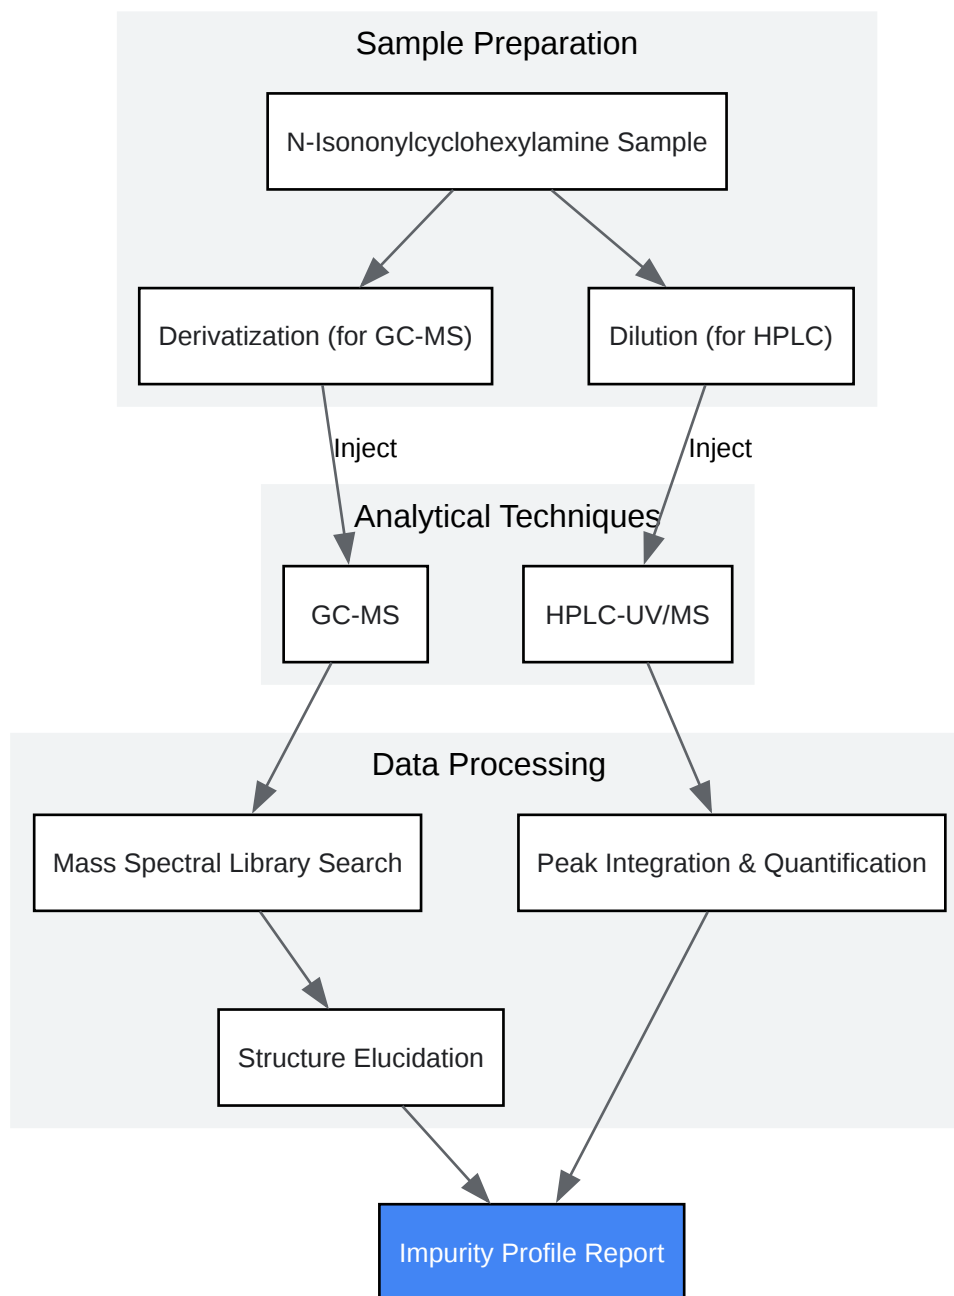 Sample Preparation
N-Isononylcyclohexylamine Sample
Derivatization (for GC-MS)
Dilution (for HPLC)
Inject
Inject
Analytical Techniques
GC-MS
HPLC-UV/MS
Data Processing
Mass Spectral Library Search
Peak Integration & Quantification
Structure Elucidation
Impurity Profile Report